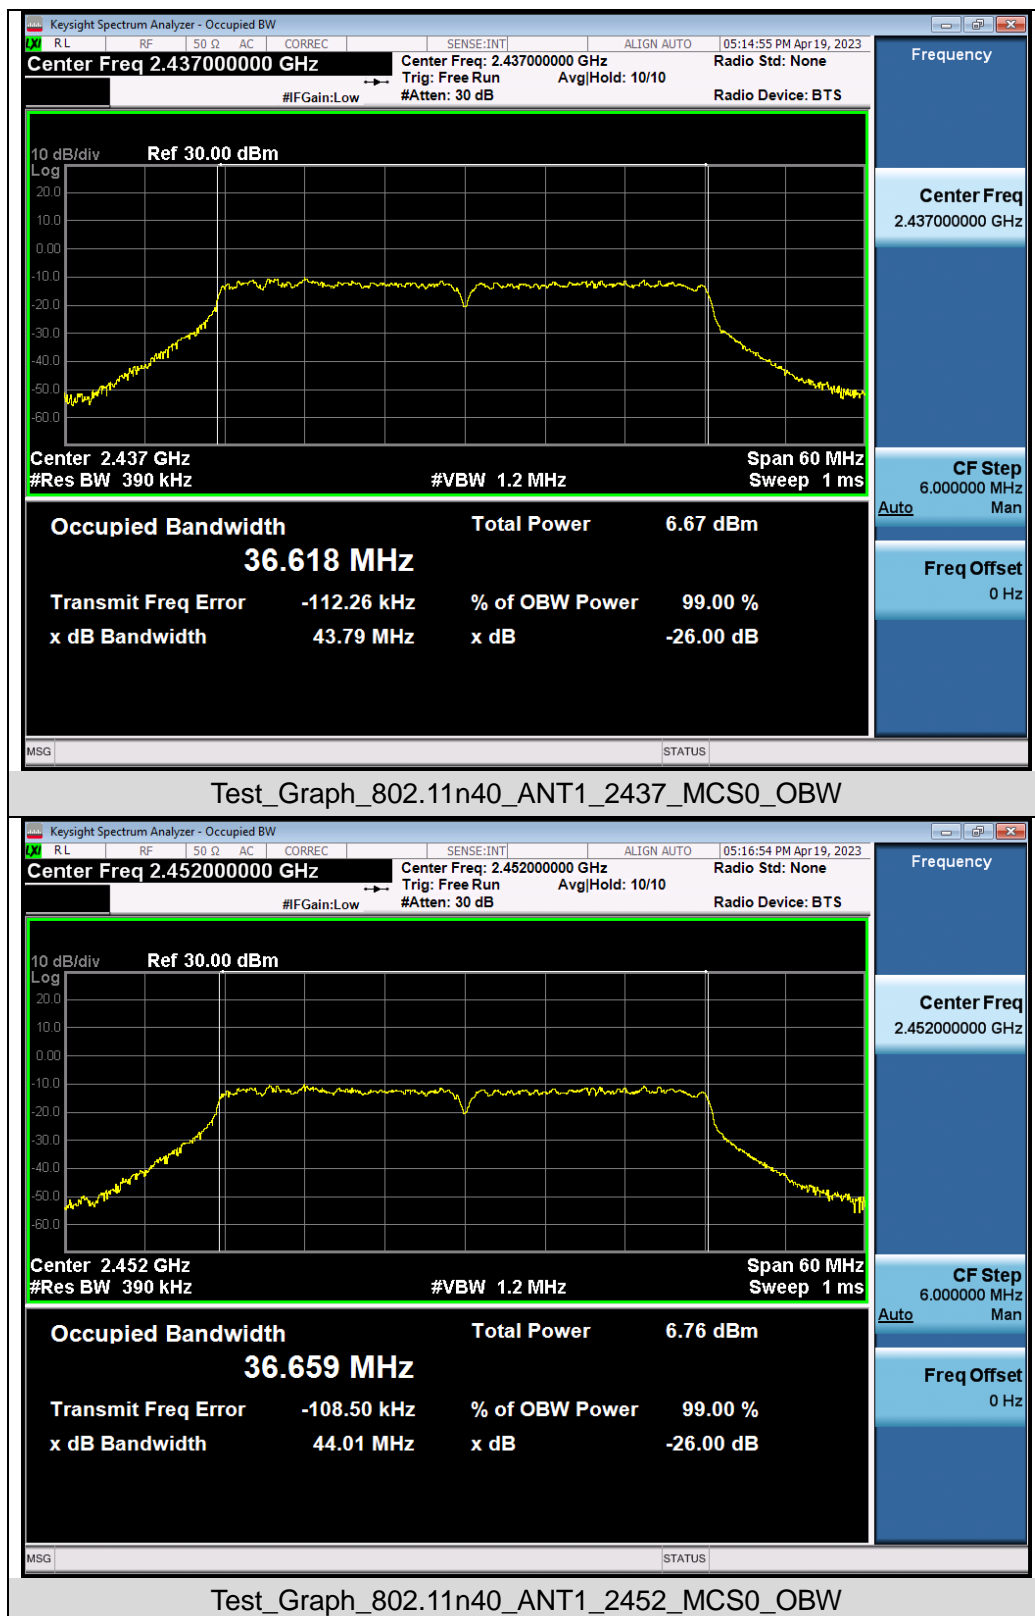 Keysight Spectrum Analyzer - Occupied BW
LXI RL RF 50 Ω AC CORREC SENSE:INT ALIGN AUTO 05:14:55 PM Apr 19, 2023
Center Freq 2.437000000 GHz
Center Freq: 2.437000000 GHz
Radio Std: None
Trig: Free Run Avg|Hold: 10/10
#IFGain:Low
#Atten: 30 dB
Radio Device: BTS
10 dB/div Ref 30.00 dBm
Log
20.0
10.0
0.00
-10.0
-20.0
-30.0
-40.0
-50.0
-60.0
Center 2.437 GHz Span 60 MHz
#Res BW 390 kHz #VBW 1.2 MHz Sweep 1 ms
Occupied Bandwidth Total Power 6.67 dBm
36.618 MHz
Transmit Freq Error -112.26 kHz % of OBW Power 99.00 %
x dB Bandwidth 43.79 MHz x dB -26.00 dB
MSG STATUS
Frequency
Center Freq
2.437000000 GHz
CF Step
6.000000 MHz
Auto Man
Freq Offset
0 Hz
Test_Graph_802.11n40_ANT1_2437_MCS0_OBW
Keysight Spectrum Analyzer - Occupied BW
LXI RL RF 50 Ω AC CORREC SENSE:INT ALIGN AUTO 05:16:54 PM Apr 19, 2023
Center Freq 2.452000000 GHz
Center Freq: 2.452000000 GHz
Radio Std: None
Trig: Free Run Avg|Hold: 10/10
#IFGain:Low
#Atten: 30 dB
Radio Device: BTS
10 dB/div Ref 30.00 dBm
Log
20.0
10.0
0.00
-10.0
-20.0
-30.0
-40.0
-50.0
-60.0
Center 2.452 GHz Span 60 MHz
#Res BW 390 kHz #VBW 1.2 MHz Sweep 1 ms
Occupied Bandwidth Total Power 6.76 dBm
36.659 MHz
Transmit Freq Error -108.50 kHz % of OBW Power 99.00 %
x dB Bandwidth 44.01 MHz x dB -26.00 dB
MSG STATUS
Frequency
Center Freq
2.452000000 GHz
CF Step
6.000000 MHz
Auto Man
Freq Offset
0 Hz
Test_Graph_802.11n40_ANT1_2452_MCS0_OBW